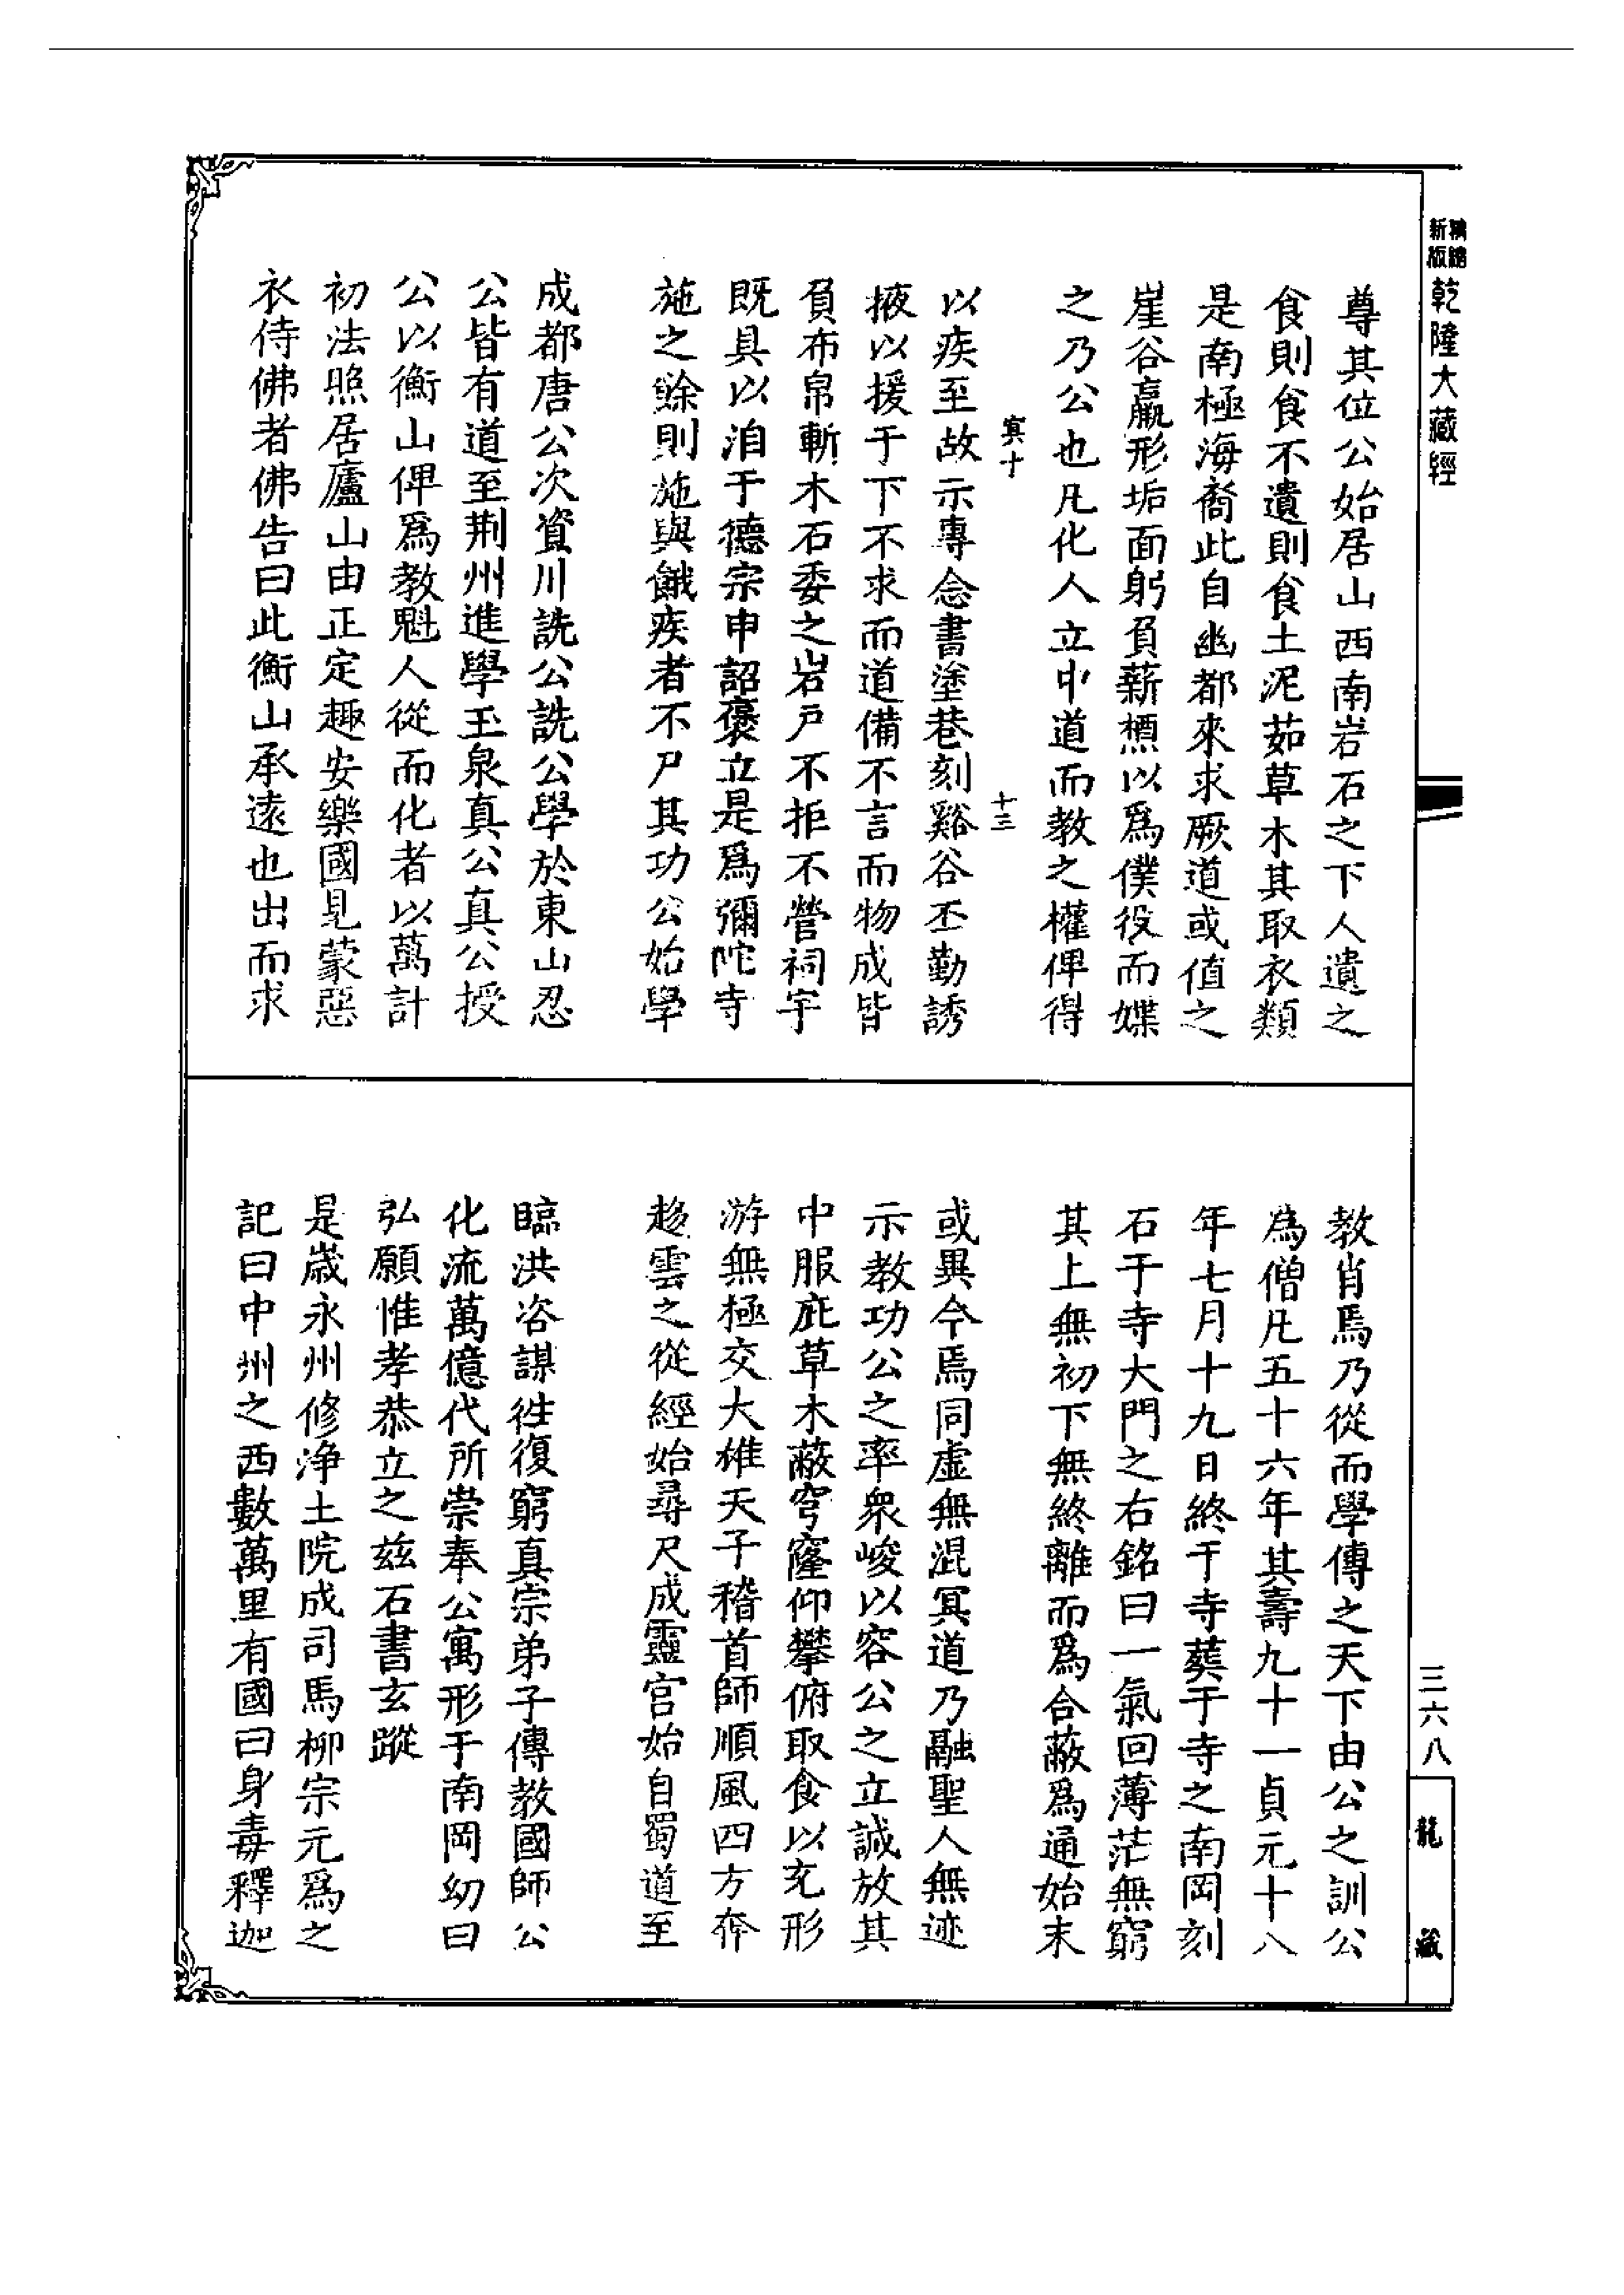 新版精縮
乾隆大藏經
尊其位公始居山西南岩石之下人遺之
食則食不遺則食土泥茹草木其取衣類
是南極海裔此自幽都來求厥道或值之
崖谷羸形垢面躬負薪槱以爲僕役而媟
之乃公也凡化人立中道而教之權俾得
寘十
十三
以疾至故示專念書塗巷刻谿谷丕勤誘
掖以援于下不求而道備不言而物成皆
負布帛斬木石委之岩戶不拒不營祠宇
既具以洎于德宗申詔褒立是爲彌陀寺
施之餘則施與餓疾者不尸其功公始學
成都唐公次資川詵公詵公學於東山忍
公皆有道至荆州進學玉泉真公真公授
公以衡山俾爲教魁人從而化者以萬計
初法照居廬山由正定趣安樂國見蒙惡
衣侍佛者佛告曰此衡山承遠也出而求
教肖焉乃從而學傳之天下由公之訓公
為僧凡五十六年其壽九十一貞元十八
年七月十九日終于寺葬于寺之南岡刻
石于寺大門之右銘曰一氣回薄茫無窮
其上無初下無終離而爲合蔽爲通始末
或異今焉同虛無混冥道乃融聖人無迹
示教功公之率衆峻以容公之立誠放其
中服庇草木蔽穹窿仰攀俯取食以充形
游無極交大雄天子稽首師順風四方奔
趍雲之從經始尋尺成靈宮始自蜀道至
臨洪咨謀徃復窮真宗弟子傳教國師公
化流萬億代所崇奉公寓形于南岡幼曰
弘願惟孝恭立之茲石書玄蹤
是歲永州修淨土院成司馬柳宗元爲之
記曰中州之西數萬里有國曰身毒釋迦
三六八
龍藏